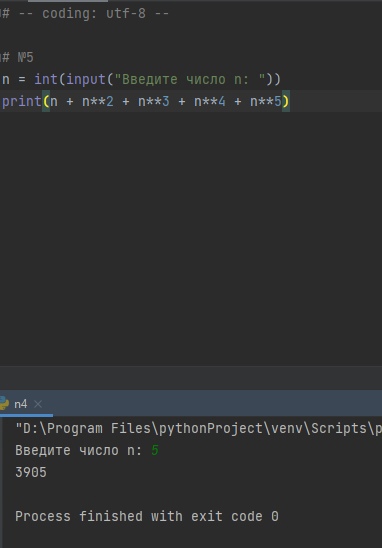 # -- coding: utf-8 --
# №5
n = int(input("Введите число n: "))
print(n + n**2 + n**3 + n**4 + n**5)
n4
"D:\Program Files\pythonProject\venv\Scripts\p
Введите число n: 5
3905
Process finished with exit code 0